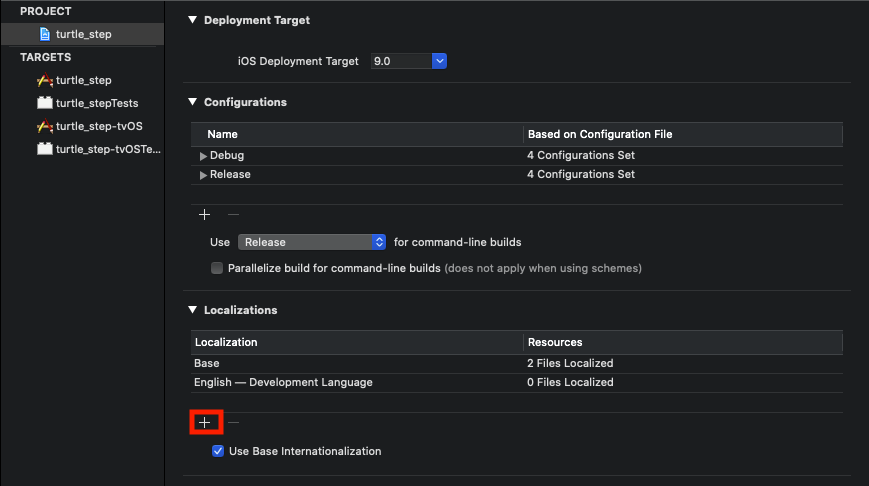 PROJECT
turtle_step
TARGETS
turtle_step
turtle_stepTests
turtle_step-tvOS
turtle_step-tvOSTe...
Deployment Target
iOS Deployment Target 9.0
Configurations
Name Based on Configuration File
Debug 4 Configurations Set
Release 4 Configurations Set
Use Release for command-line builds
Parallelize build for command-line builds (does not apply when using schemes)
Localizations
Localization Resources
Base 2 Files Localized
English — Development Language 0 Files Localized
Use Base Internationalization